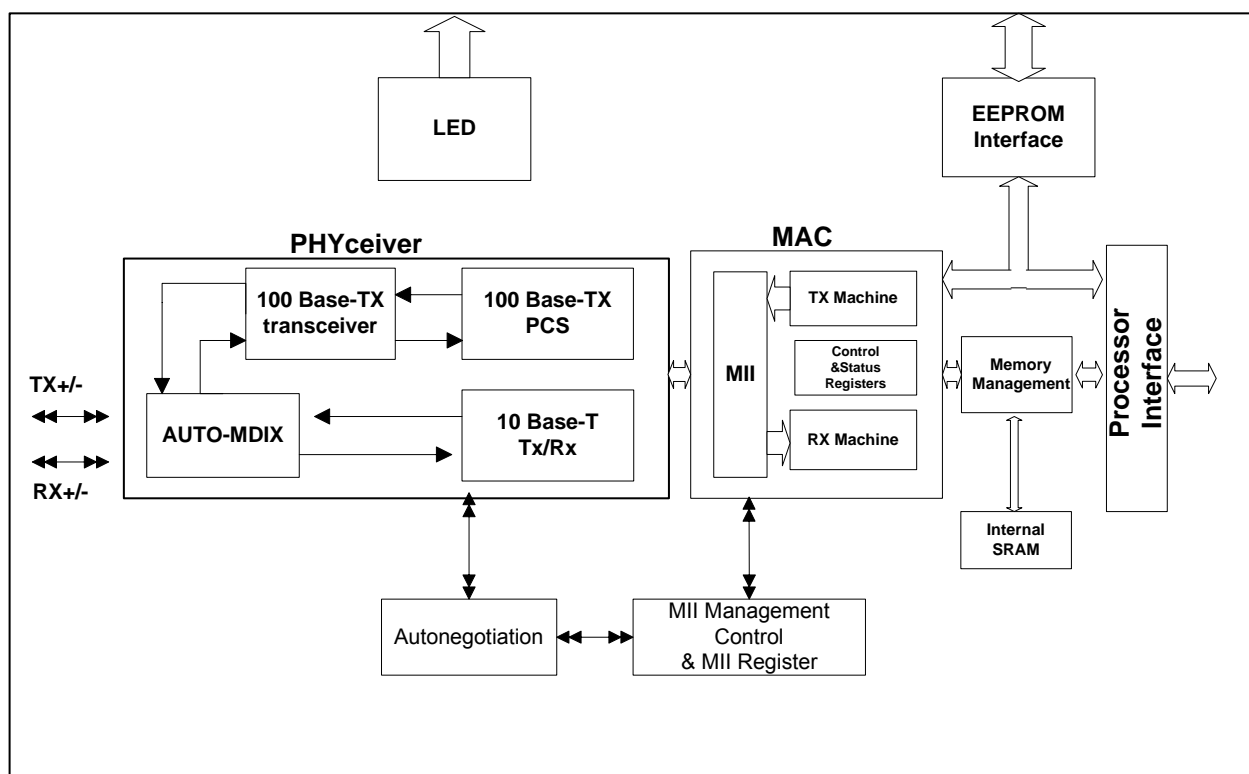 LED
EEPROM
Interface
PHYceiver
MAC
100 Base-TX
transceiver
100 Base-TX
PCS
TX+/-
RX+/-
AUTO-MDIX
10 Base-T
Tx/Rx
MII
TX Machine
Control
&Status
Registers
RX Machine
Memory
Management
Internal
SRAM
Processor
Interface
Autonegotiation
MII Management
Control
& MII Register